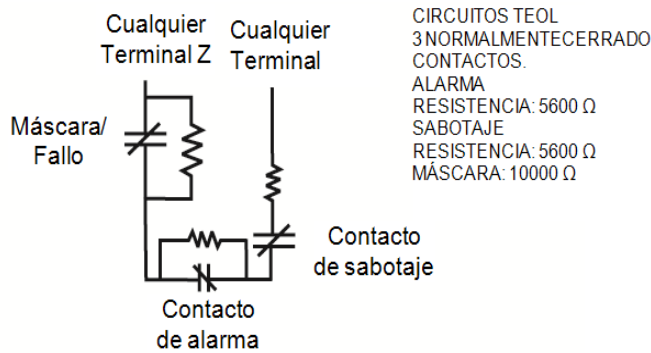 Cualquier
Terminal Z
Cualquier
Terminal
Máscara/
Fallo
Contacto
de sabotaje
Contacto
de alarma
CIRCUITOS TEOL
3 NORMALMENTECERRADO
CONTACTOS.
ALARMA
RESISTENCIA: 5600 Ω
SABOTAJE
RESISTENCIA: 5600 Ω
MÁSCARA: 10000 Ω